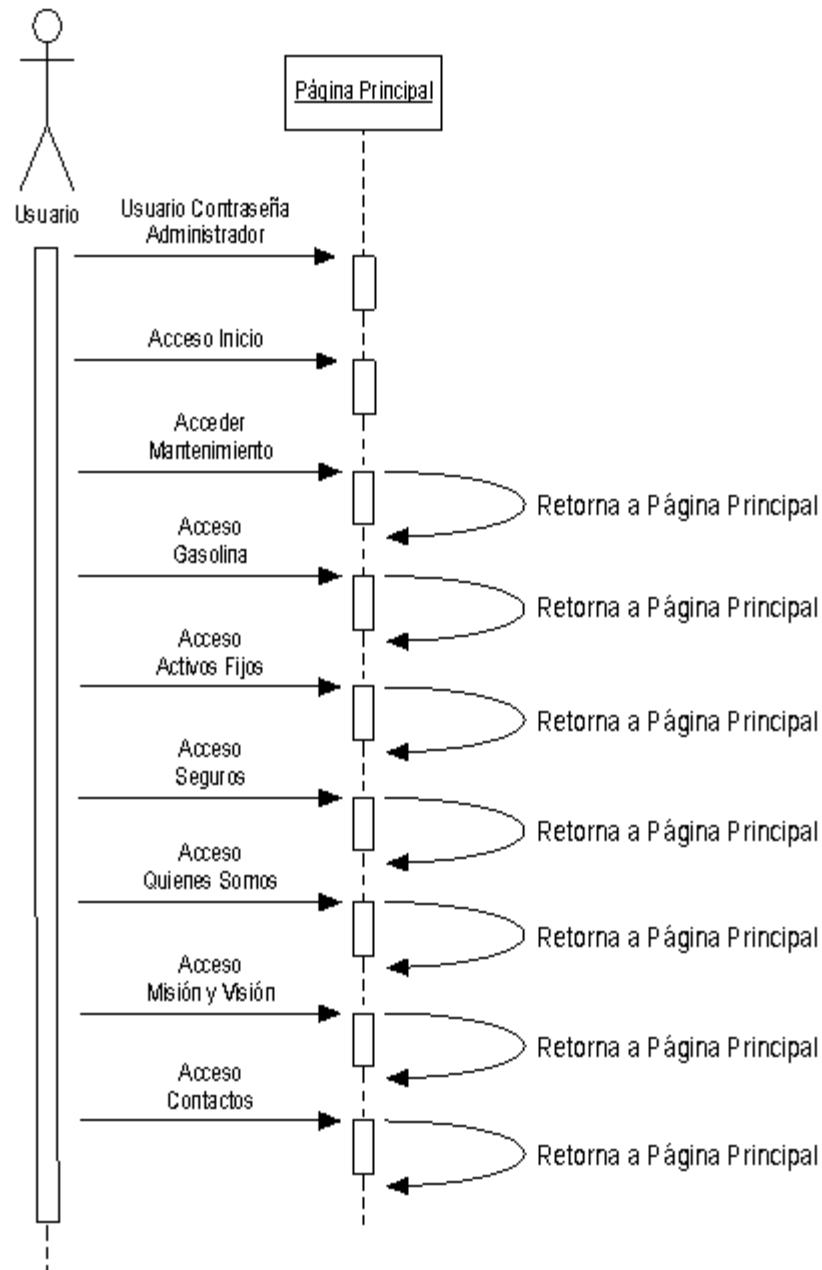 Página Principal
Usuario
Usuario Contraseña
Administrador
Acceso Inicio
Acceder
Mantenimiento
Retorna a Página Principal
Acceso
Gasolina
Retorna a Página Principal
Acceso
Activos Fijos
Retorna a Página Principal
Acceso
Seguros
Retorna a Página Principal
Acceso
Quienes Somos
Retorna a Página Principal
Acceso
Misión y Visión
Retorna a Página Principal
Acceso
Contactos
Retorna a Página Principal